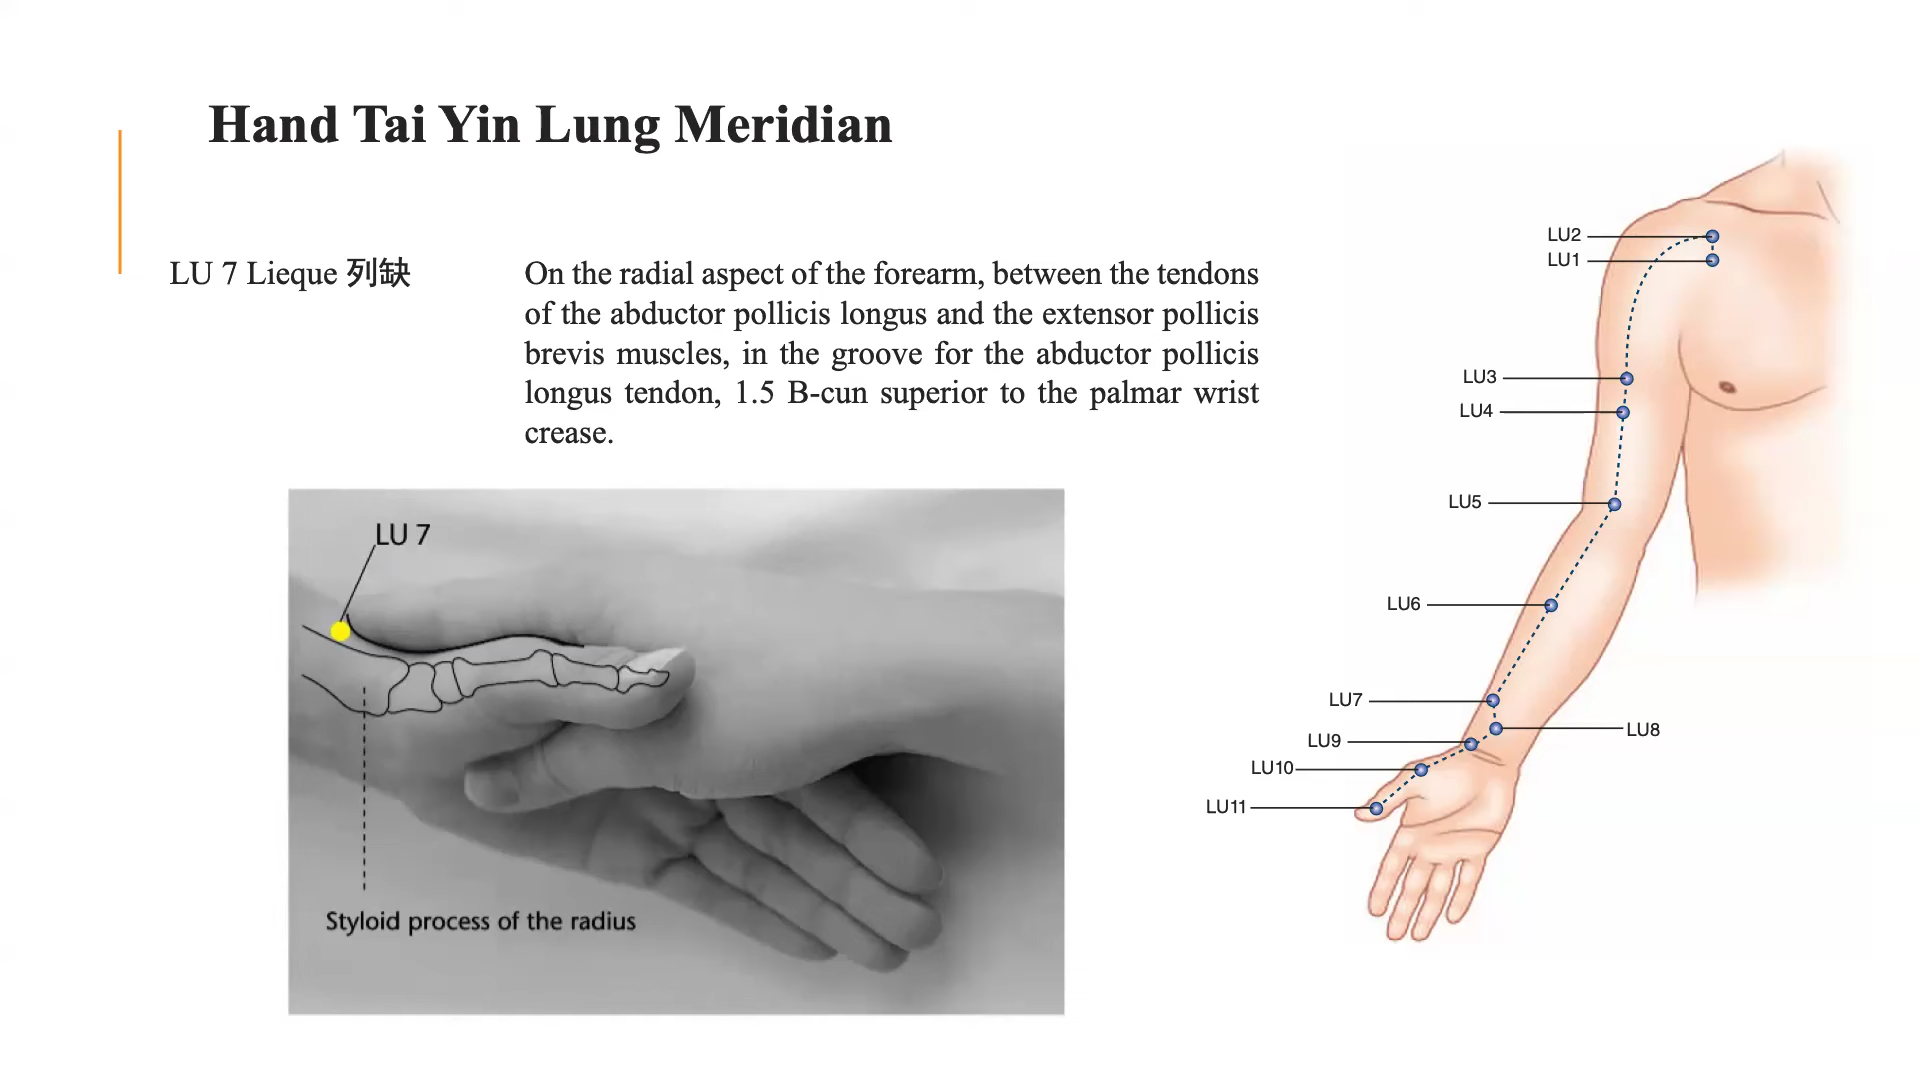 Hand Tai Yin Lung Meridian
LU 7 Lieque 列缺
On the radial aspect of the forearm, between the tendons
of the abductor pollicis longus and the extensor pollicis
brevis muscles, in the groove for the abductor pollicis
longus tendon, 1.5 B-cun superior to the palmar wrist
crease.
LU 7
Styloid process of the radius
LU2
LU1
LU3
LU4
LU5
LU6
LU7
LU8
LU9
LU10
LU11